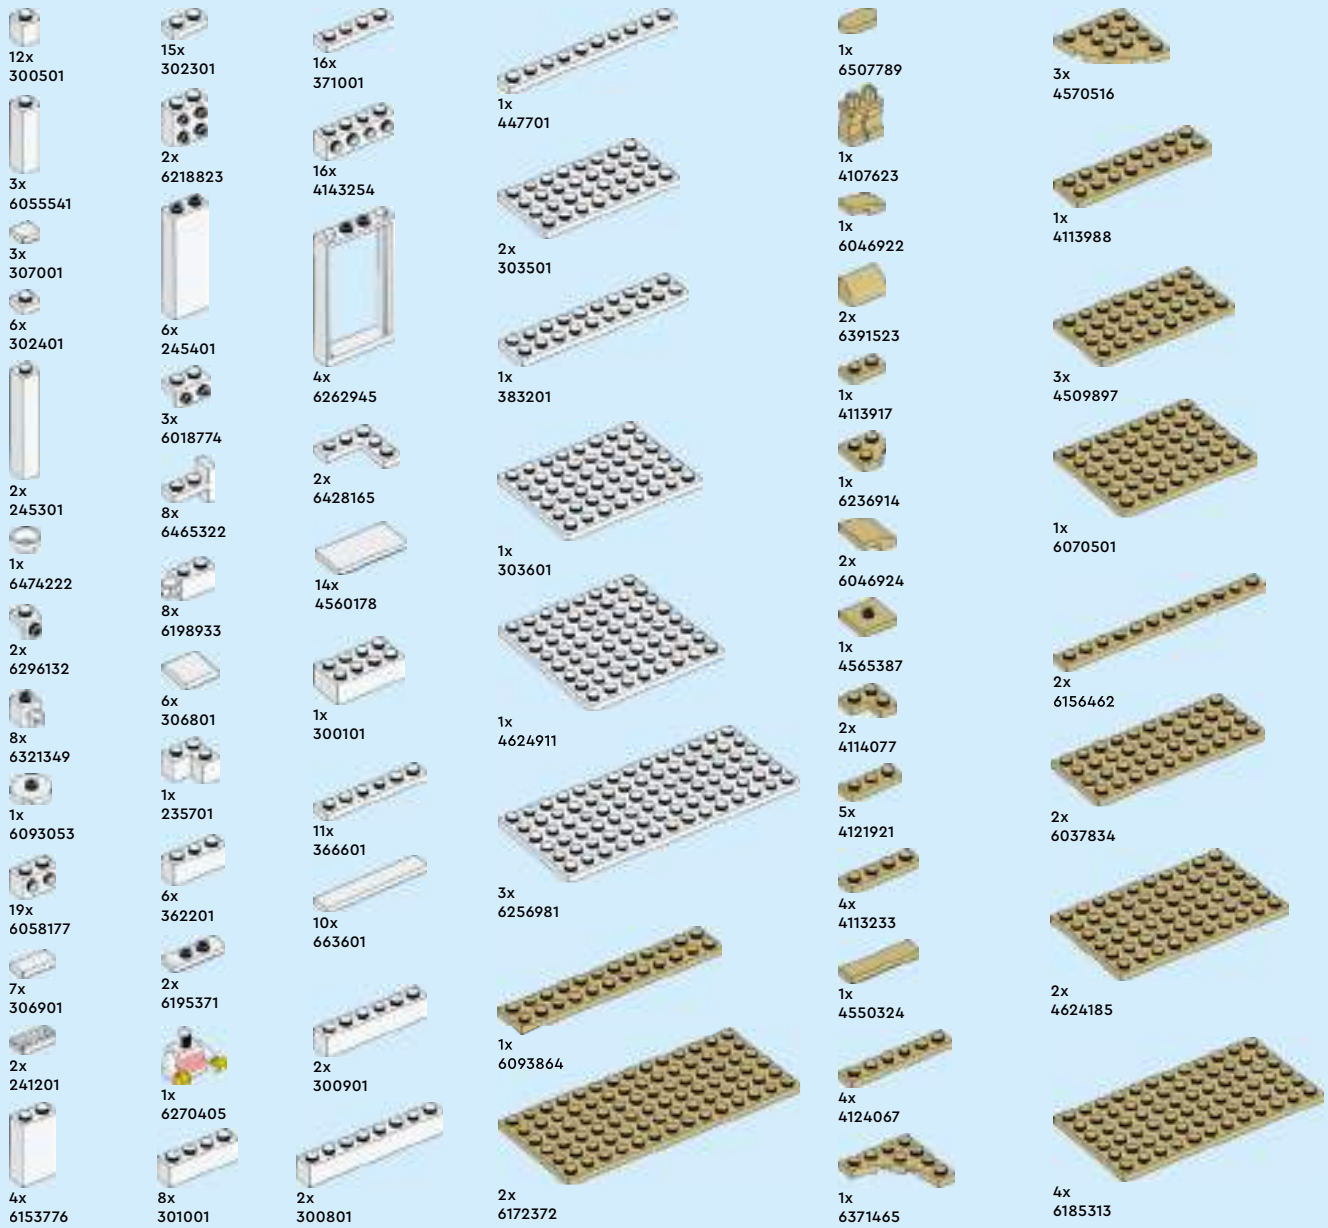 12x
300501
3x
6055541
3x
307001
6x
302401
2x
245301
1x
6474222
2x
6296132
8x
6321349
1x
6093053
19x
6058177
7x
306901
2x
241201
4x
6153776
15x
302301
2x
6218823
6x
245401
3x
6018774
8x
6465322
8x
6198933
6x
306801
1x
235701
6x
362201
2x
6195371
1x
6270405
8x
301001
16x
371001
16x
4143254
4x
6262945
2x
6428165
14x
4560178
1x
300101
11x
366601
10x
663601
2x
300901
2x
300801
1x
447701
2x
303501
1x
383201
1x
303601
1x
4624911
3x
6256981
1x
6093864
2x
6172372
1x
6507789
1x
4107623
1x
6046922
2x
6391523
1x
4113917
1x
6236914
2x
6046924
1x
4565387
2x
4114077
5x
4121921
4x
4113233
1x
4550324
4x
4124067
1x
6371465
3x
4570516
1x
4113988
3x
4509897
1x
6070501
2x
6156462
2x
6037834
2x
4624185
4x
6185313